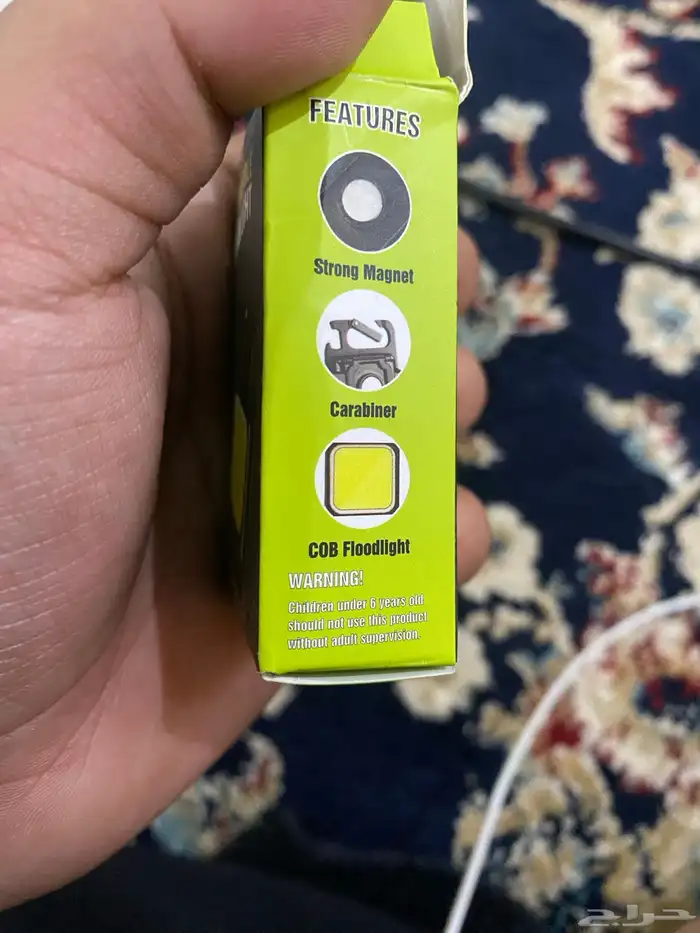 FEATURES
Strong Magnet
Carabiner
COB Floodlight
WARNING!
Children under 6 years old
should not use this product
without adult supervision.
حراج